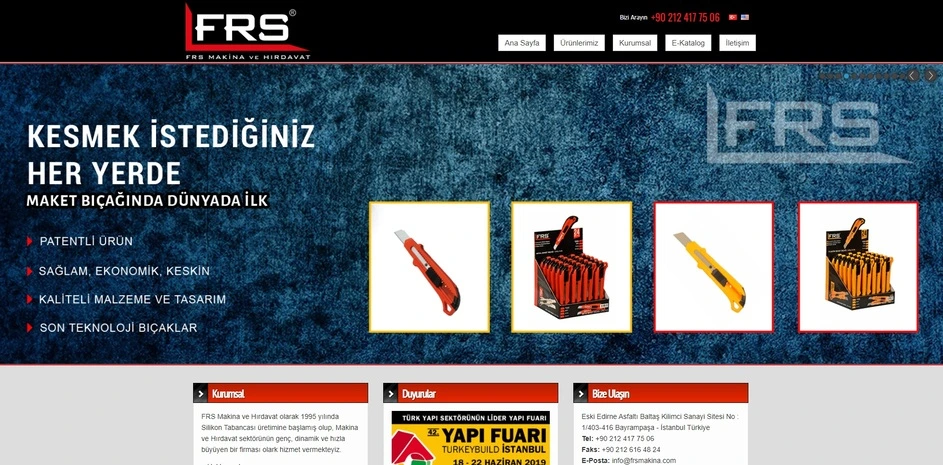 FRS®
FRS MAKİNA VE HIRDAVAT
Bizi Arayın +90 212 417 75 06
Ana Sayfa
Ürünlerimiz
Kurumsal
E-Katalog
İletişim
FRS
KESMEK İSTEDİĞİNİZ
HER YERDE
MAKET BIÇAĞINDA DÜNYADA İLK
PATENTLİ ÜRÜN
SAĞLAM, EKONOMİK, KESKİN
KALİTELİ MALZEME VE TASARIM
SON TEKNOLOJİ BIÇAKLAR
FRS
FRS
Kurumsal
FRS Makina ve Hırdavat olarak 1995 yılında
Silikon Tabancası üretimine başlamış olup, Makina
ve Hırdavat sektörünün genç, dinamik ve hızla
büyüyen bir firması olarak hizmet vermekteyiz.
Duyurular
TÜRK YAPI SEKTÖRÜNÜN LİDER YAPI FUARI
42. YAPI FUARI
TURKEYBUILD İSTANBUL
18 - 22 HAZİRAN 2019
Bize Ulaşın
Eski Edirne Asfaltı Baltaş Kilimci Sanayi Sitesi No :
1/403-416 Bayrampaşa - İstanbul Türkiye
Tel: +90 212 417 75 06
Faks: +90 212 616 48 24
E-Posta: info@frsmakina.com